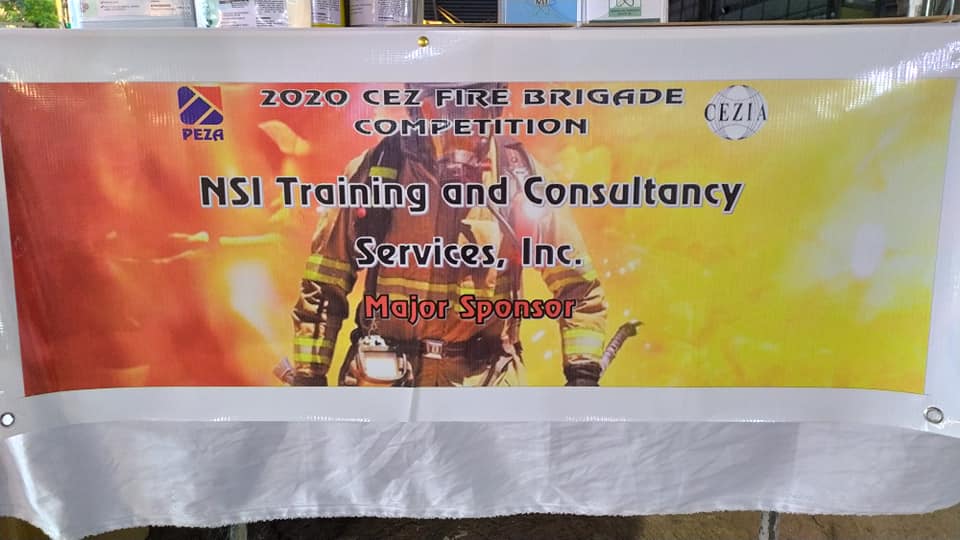 2020 CEZ FIRE BRIGADE
COMPETITION
PEZA
CEZIA
NSI Training and Consultancy
Services, Inc.
Major Sponsor